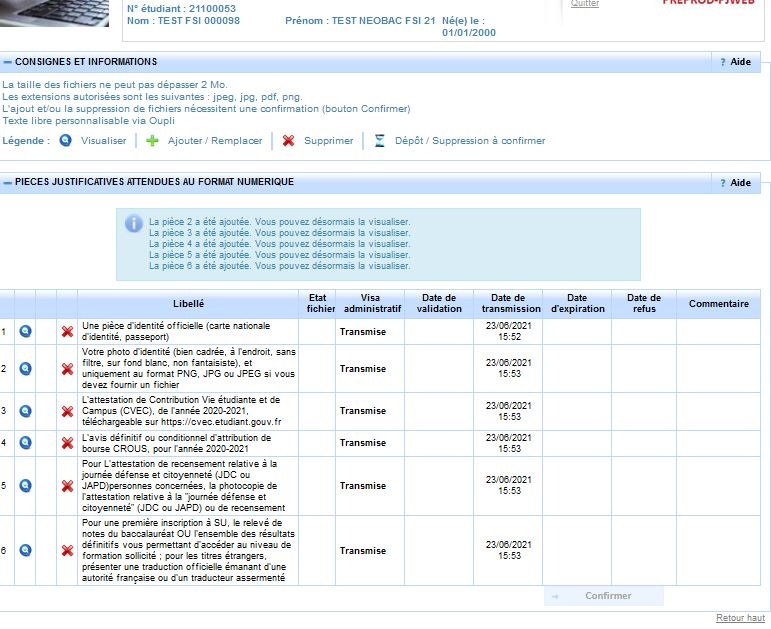 N° étudiant : 21100053
Quitter
PREPROD-PJWEB
Nom : TEST FSI 000098 Prénom : TEST NEOBAC FSI 21 Né(e) le :
01/01/2000
CONSIGNES ET INFORMATIONS ? Aide
La taille des fichiers ne peut pas dépasser 2 Mo.
Les extensions autorisées sont les suivantes : jpeg, jpg, pdf, png.
L'ajout et/ou la suppression de fichiers nécessitent une confirmation (bouton Confirmer)
Texte libre personnalisable via Oupli
Légende : Visualiser Ajouter / Remplacer Supprimer Dépôt / Suppression à confirmer
PIECES JUSTIFICATIVES ATTENDUES AU FORMAT NUMERIQUE ? Aide
La pièce 2 a été ajoutée. Vous pouvez désormais la visualiser.
La pièce 3 a été ajoutée. Vous pouvez désormais la visualiser.
La pièce 4 a été ajoutée. Vous pouvez désormais la visualiser.
La pièce 5 a été ajoutée. Vous pouvez désormais la visualiser.
La pièce 6 a été ajoutée. Vous pouvez désormais la visualiser.
Libellé
Etat
fichier
Visa
administratif
Date de
validation
Date de
transmission
Date
d'expiration
Date de
refus
Commentaire
1
Une pièce d'identité officielle (carte nationale
d'identité, passeport)
Transmise
23/06/2021
15:52
2
Votre photo d'identité (bien cadrée, à l'endroit, sans
filtre, sur fond blanc, non fantaisiste), et
uniquement au format PNG, JPG ou JPEG si vous
devez fournir un fichier
Transmise
23/06/2021
15:53
3
L'attestation de Contribution Vie étudiante et de
Campus (CVEC), de l'année 2020-2021,
téléchargeable sur https://cvec.etudiant.gouv.fr
Transmise
23/06/2021
15:53
4
L'avis définitif ou conditionnel d'attribution de
bourse CROUS, pour l'année 2020-2021
Transmise
23/06/2021
15:53
5
Pour L'attestation de recensement relative à la
journée défense et citoyenneté (JDC ou
JAPD)personnes concernées, la photocopie de
l'attestation relative à la "journée défense et
citoyenneté" (JDC ou JAPD) ou de recensement
Transmise
23/06/2021
15:53
6
Pour une première inscription à SU, le relevé de
notes du baccalauréat OU l'ensemble des résultats
définitifs vous permettant d'accéder au niveau de
formation sollicité ; pour les titres étrangers,
présenter une traduction officielle émanant d'une
autorité française ou d'un traducteur assermenté
Transmise
23/06/2021
15:53
Confirmer
Retour haut